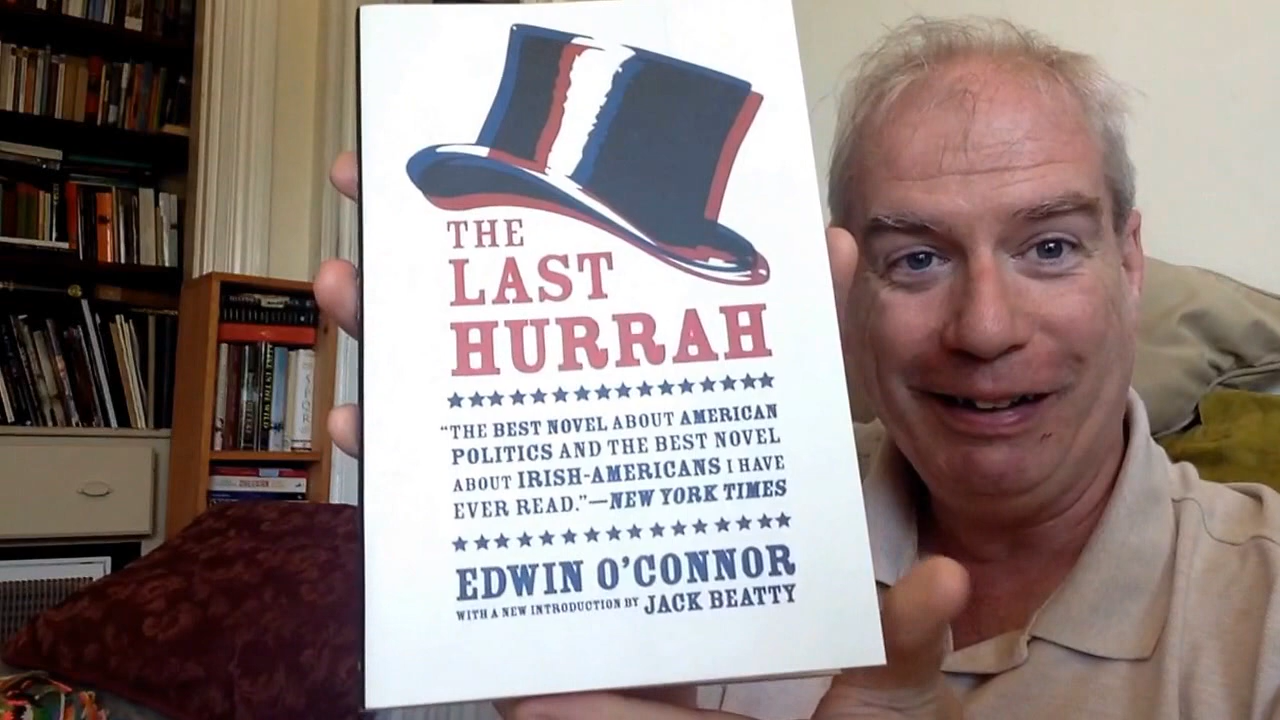 THE
LAST
HURRAH
"THE BEST NOVEL ABOUT AMERICAN
POLITICS AND THE BEST NOVEL
ABOUT IRISH-AMERICANS I HAVE
EVER READ."—NEW YORK TIMES
EDWIN O'CONNOR
WITH A NEW INTRODUCTION BY JACK BEATTY